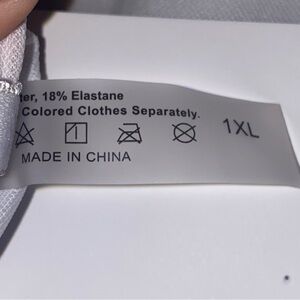 ter, 18% Elastane
Colored Clothes Separately.
1XL
MADE IN CHINA